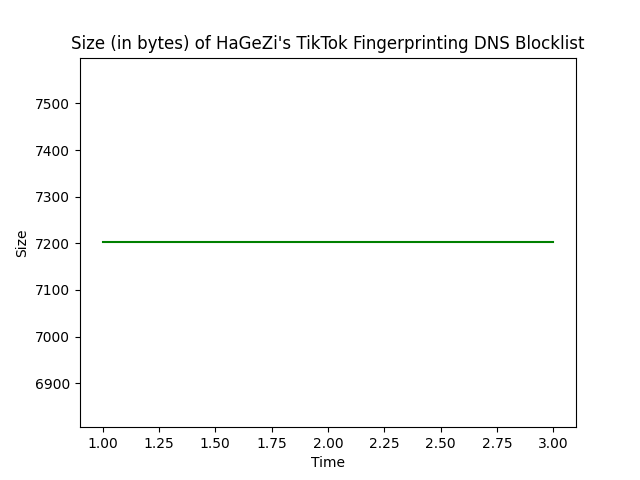 Size (in bytes) of HaGeZi's TikTok Fingerprinting DNS Blocklist
7500
7400
7300
7200
7100
7000
6900
Size
1.00 1.25 1.50 1.75 2.00 2.25 2.50 2.75 3.00
Time